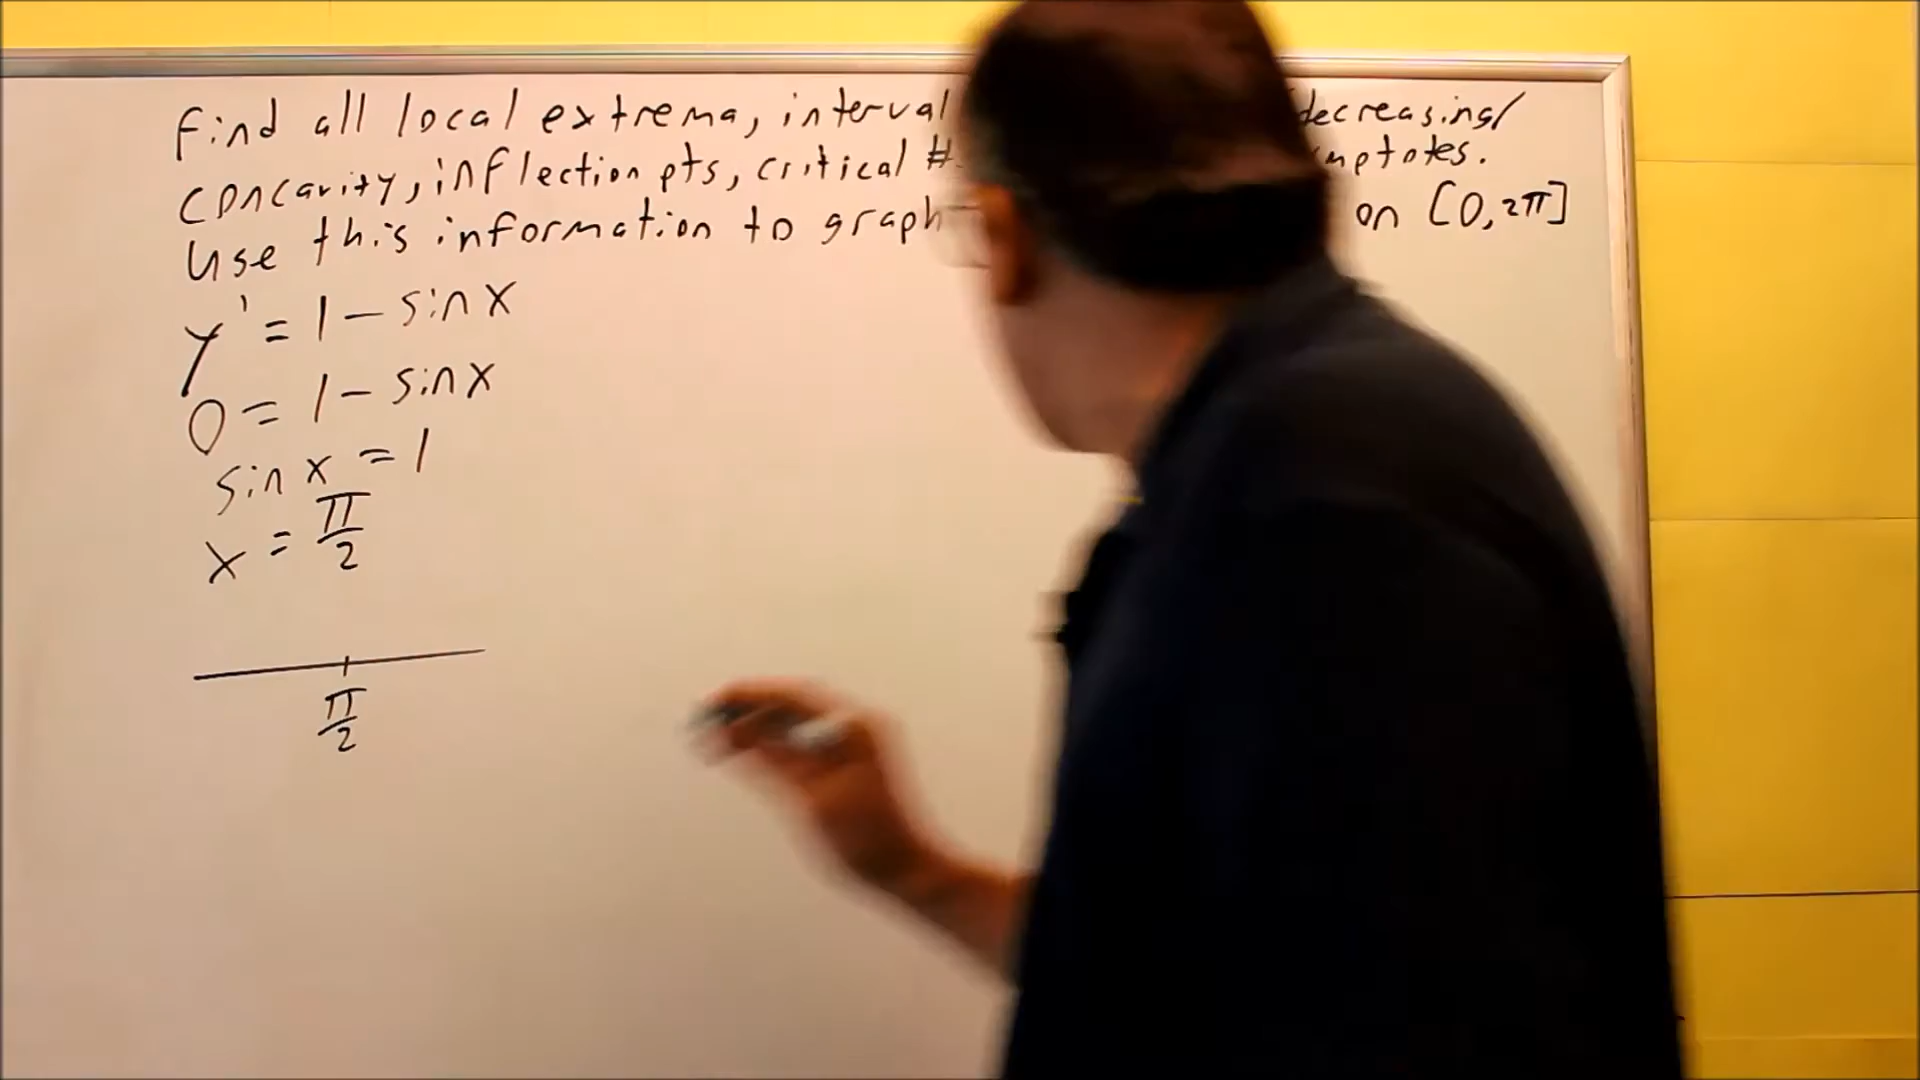 Find all local extrema, interval decreasing/
concavity, inflection pts, critical # mptotes.
Use this information to graph on [0, 2π]
y' = 1 - sin x
0 = 1 - sin x
sin x = 1
x = π/2
π/2